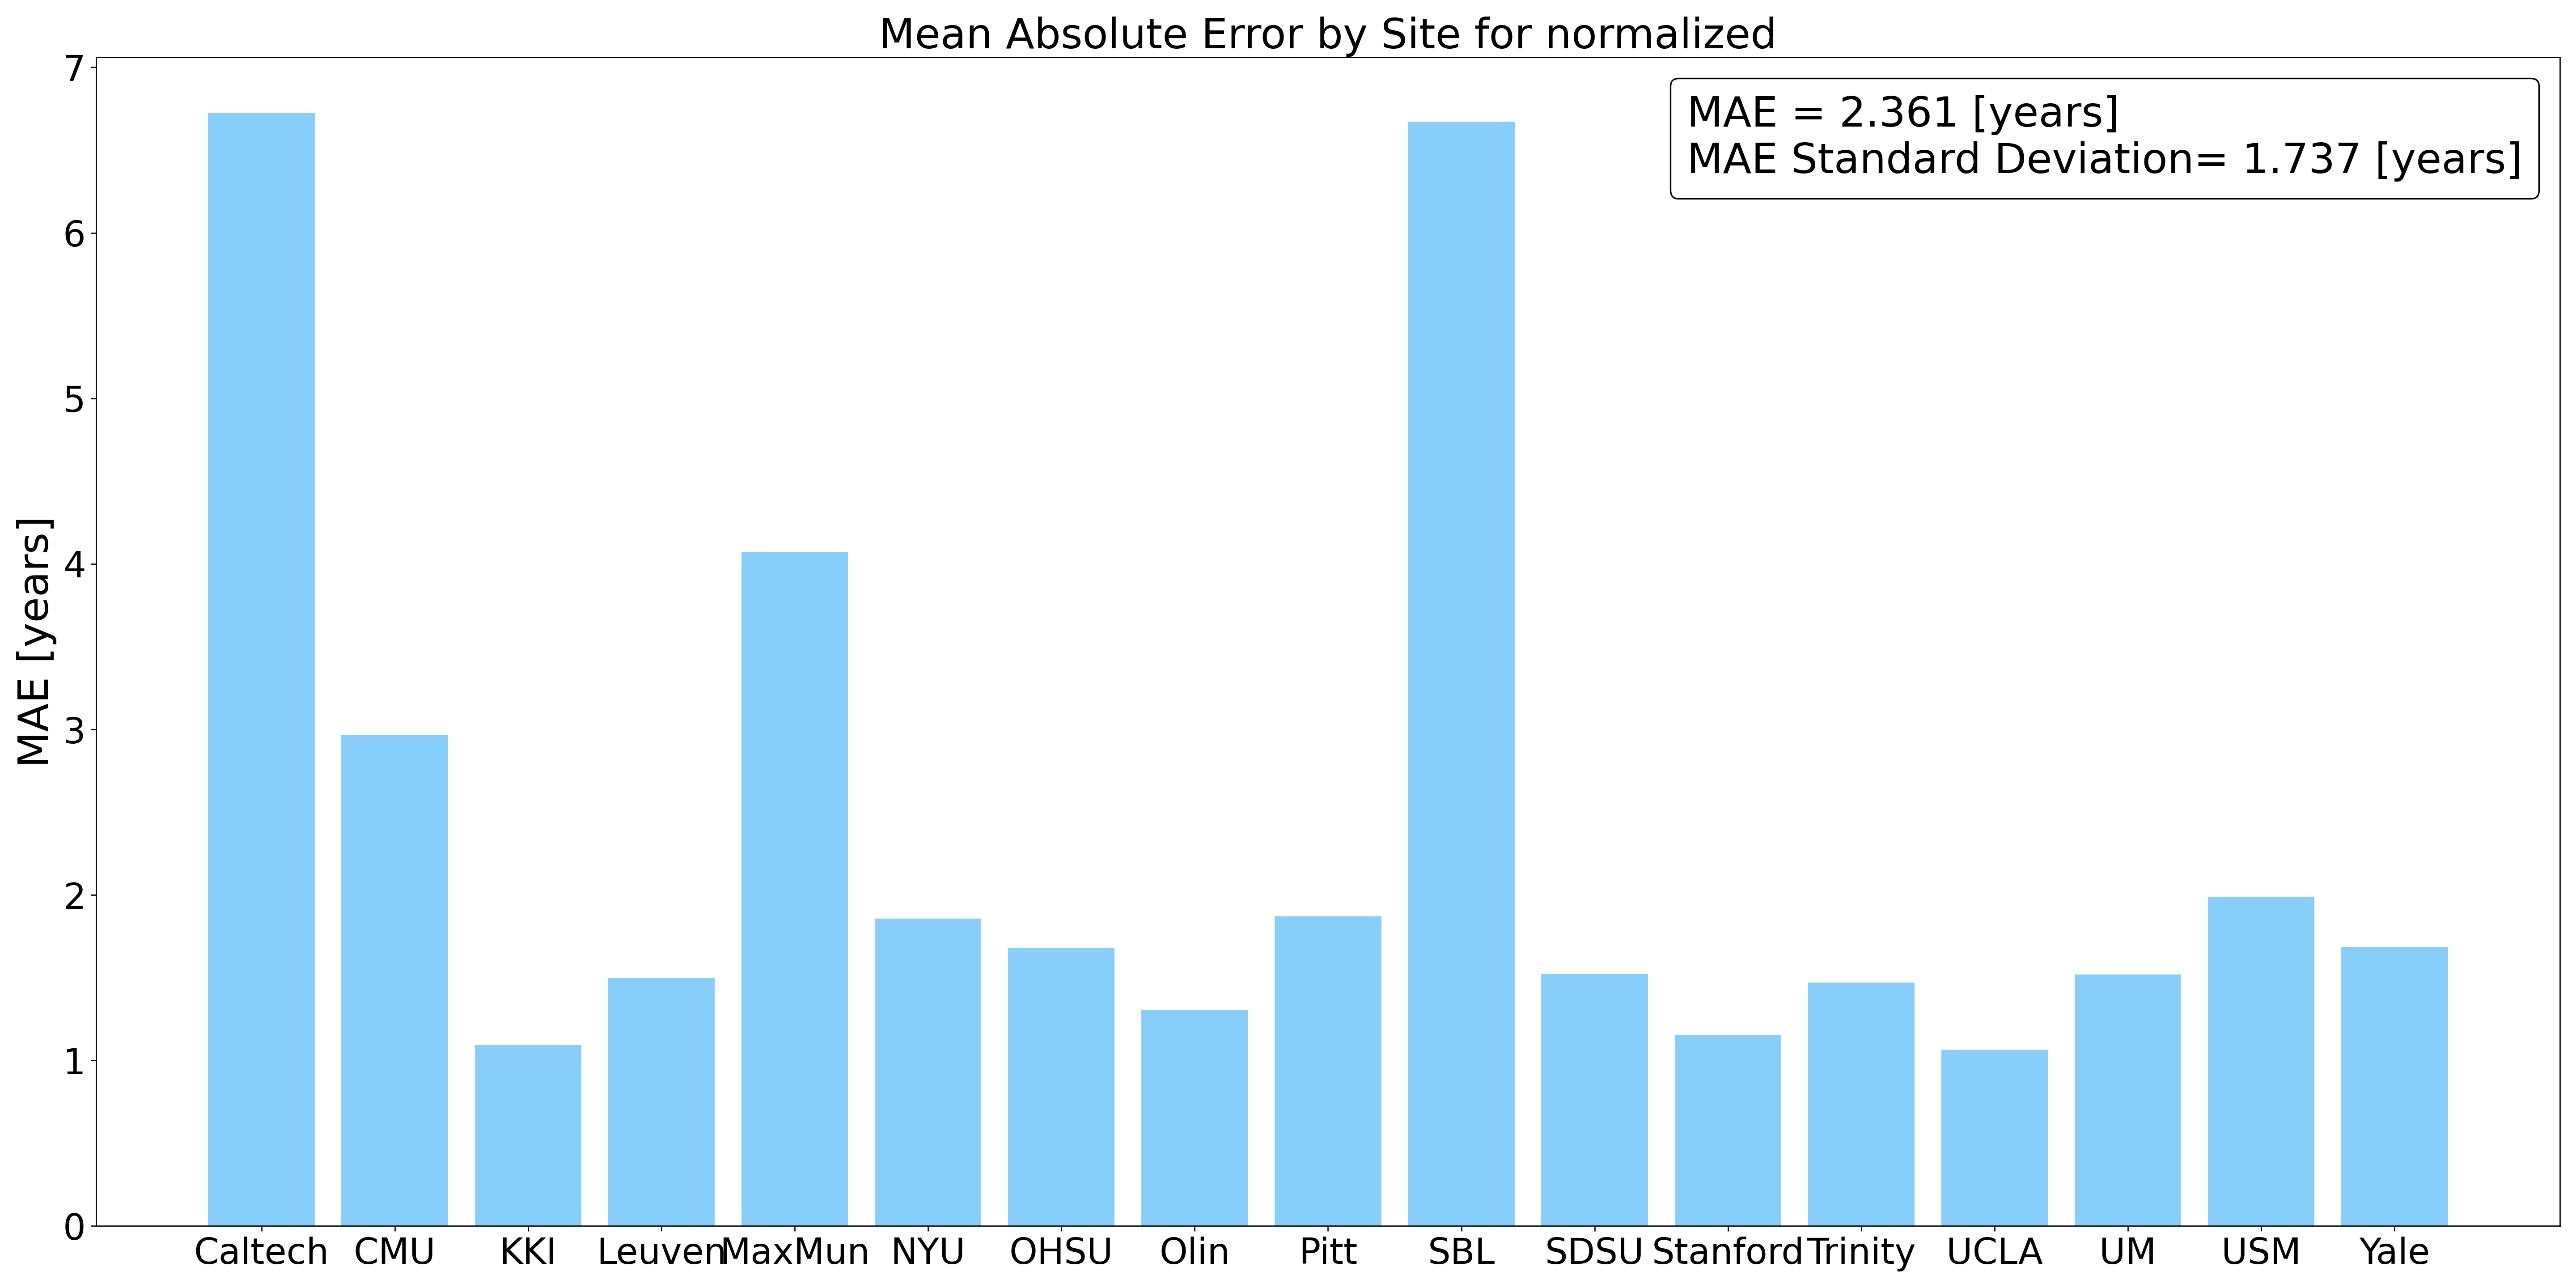 Mean Absolute Error by Site for normalized
MAE = 2.361 [years]
MAE Standard Deviation= 1.737 [years]
MAE [years]
7
6
5
4
3
2
1
0
Caltech CMU KKI Leuven MaxMun NYU OHSU Olin Pitt SBL SDSU Stanford Trinity UCLA UM USM Yale